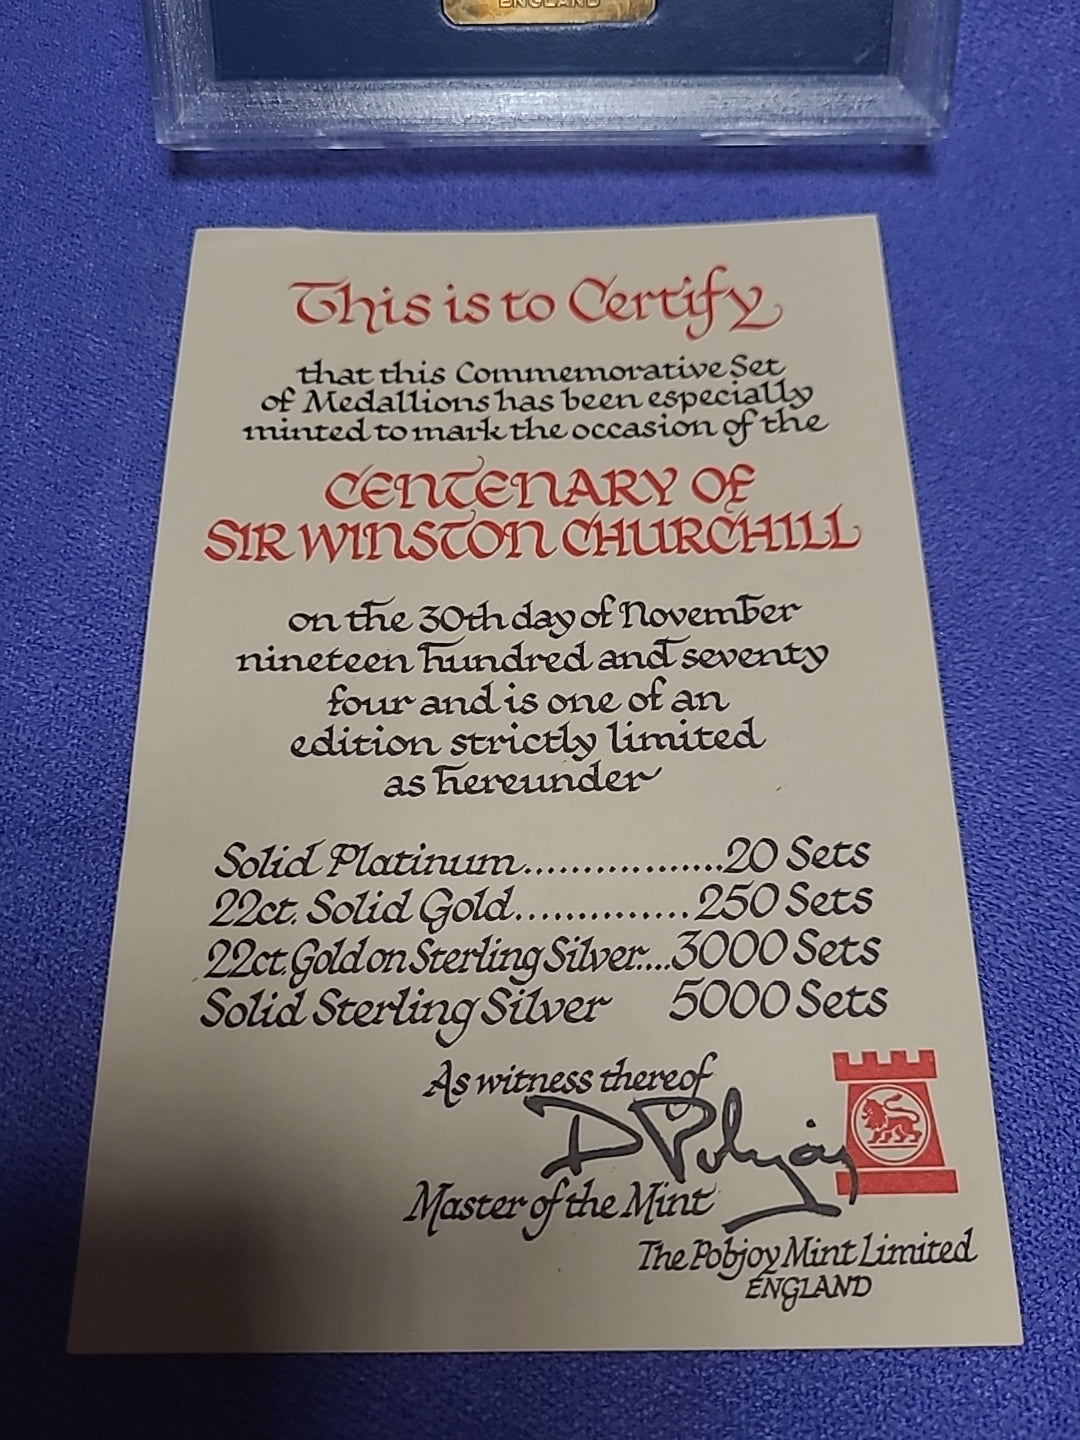 ENGLAND
This is to Certify
that this Commemorative Set
of Medallions has been especially
minted to mark the occasion of the
CENTENARY OF
SIR WINSTON CHURCHILL
on the 30th day of November
nineteen hundred and seventy
four and is one of an
edition strictly limited
as hereunder
Solid Platinum.................20 Sets
22ct. Solid Gold...............250 Sets
22ct. Gold on Sterling Silver....3000 Sets
Solid Sterling Silver 5000 Sets
As witness thereof
D Pobjoy
Master of the Mint
The Pobjoy Mint Limited
ENGLAND